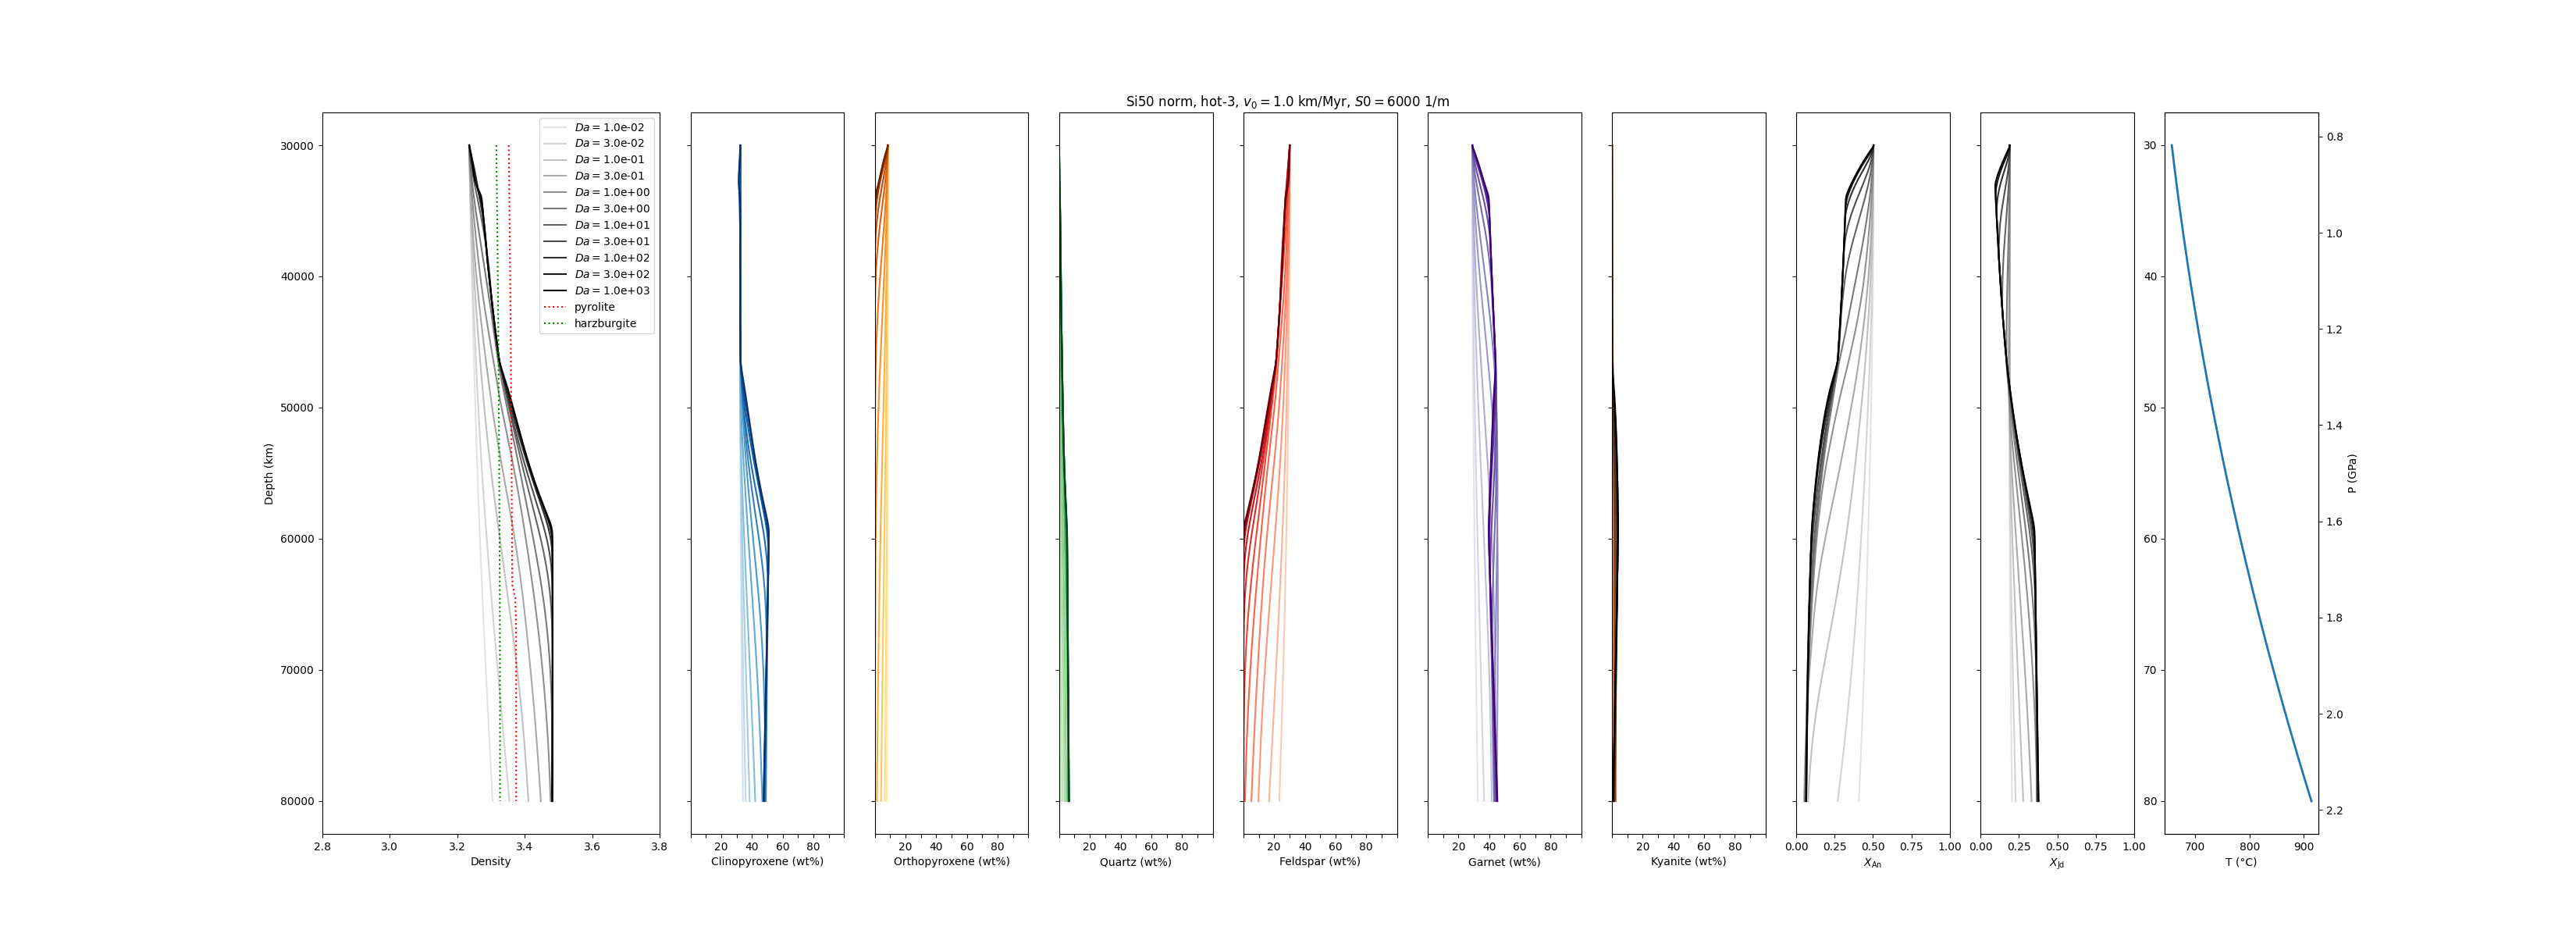 Si50 norm, hot-3, v₀ = 1.0 km/Myr, S0 = 6000 1/m
Da = 1.0e-02
Da = 3.0e-02
Da = 1.0e-01
Da = 3.0e-01
Da = 1.0e+00
Da = 3.0e+00
Da = 1.0e+01
Da = 3.0e+01
Da = 1.0e+02
Da = 3.0e+02
Da = 1.0e+03
pyrolite
harzburgite
30000
40000
50000
60000
70000
80000
Depth (km)
2.8 3.0 3.2 3.4 3.6 3.8
Density
20 40 60 80
Clinopyroxene (wt%)
20 40 60 80
Orthopyroxene (wt%)
20 40 60 80
Quartz (wt%)
20 40 60 80
Feldspar (wt%)
20 40 60 80
Garnet (wt%)
20 40 60 80
Kyanite (wt%)
0.00 0.25 0.50 0.75 1.00
X_An
0.00 0.25 0.50 0.75 1.00
X_Jd
30
40
50
60
70
80
700 800 900
T (°C)
0.8
1.0
1.2
1.4
1.6
1.8
2.0
2.2
P (GPa)